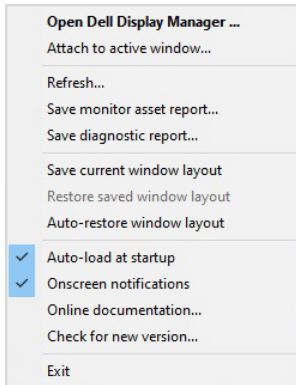 Open Dell Display Manager ...
Attach to active window...
Refresh...
Save monitor asset report...
Save diagnostic report...
Save current window layout
Restore saved window layout
Auto-restore window layout
Auto-load at startup
Onscreen notifications
Online documentation...
Check for new version...
Exit